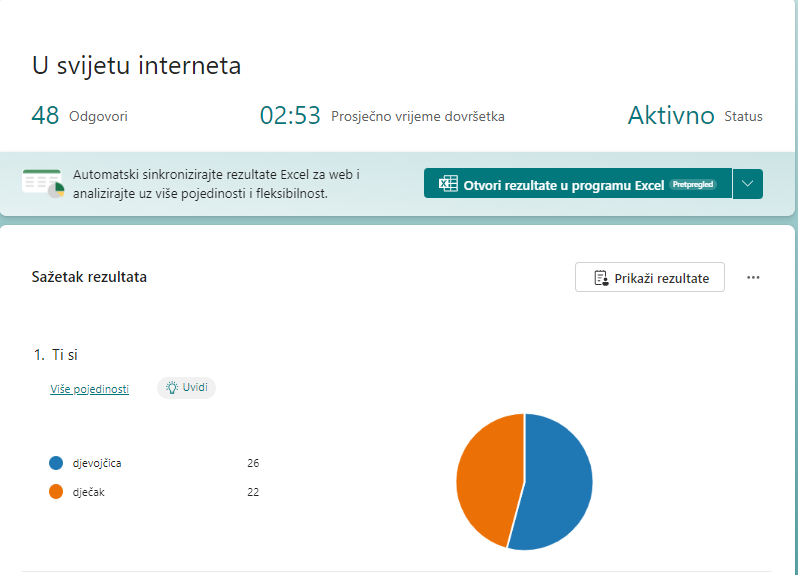 U svijetu interneta
48 Odgovori
02:53 Prosječno vrijeme dovršetka
Aktivno Status
Automatski sinkronizirajte rezultate Excel za web i
analizirajte uz više pojedinosti i fleksibilnost.
Otvori rezultate u programu Excel Pretpregled
Sažetak rezultata
Prikaži rezultate
1. Ti si
Više pojedinosti
Uvidi
djevojčica 26
dječak 22